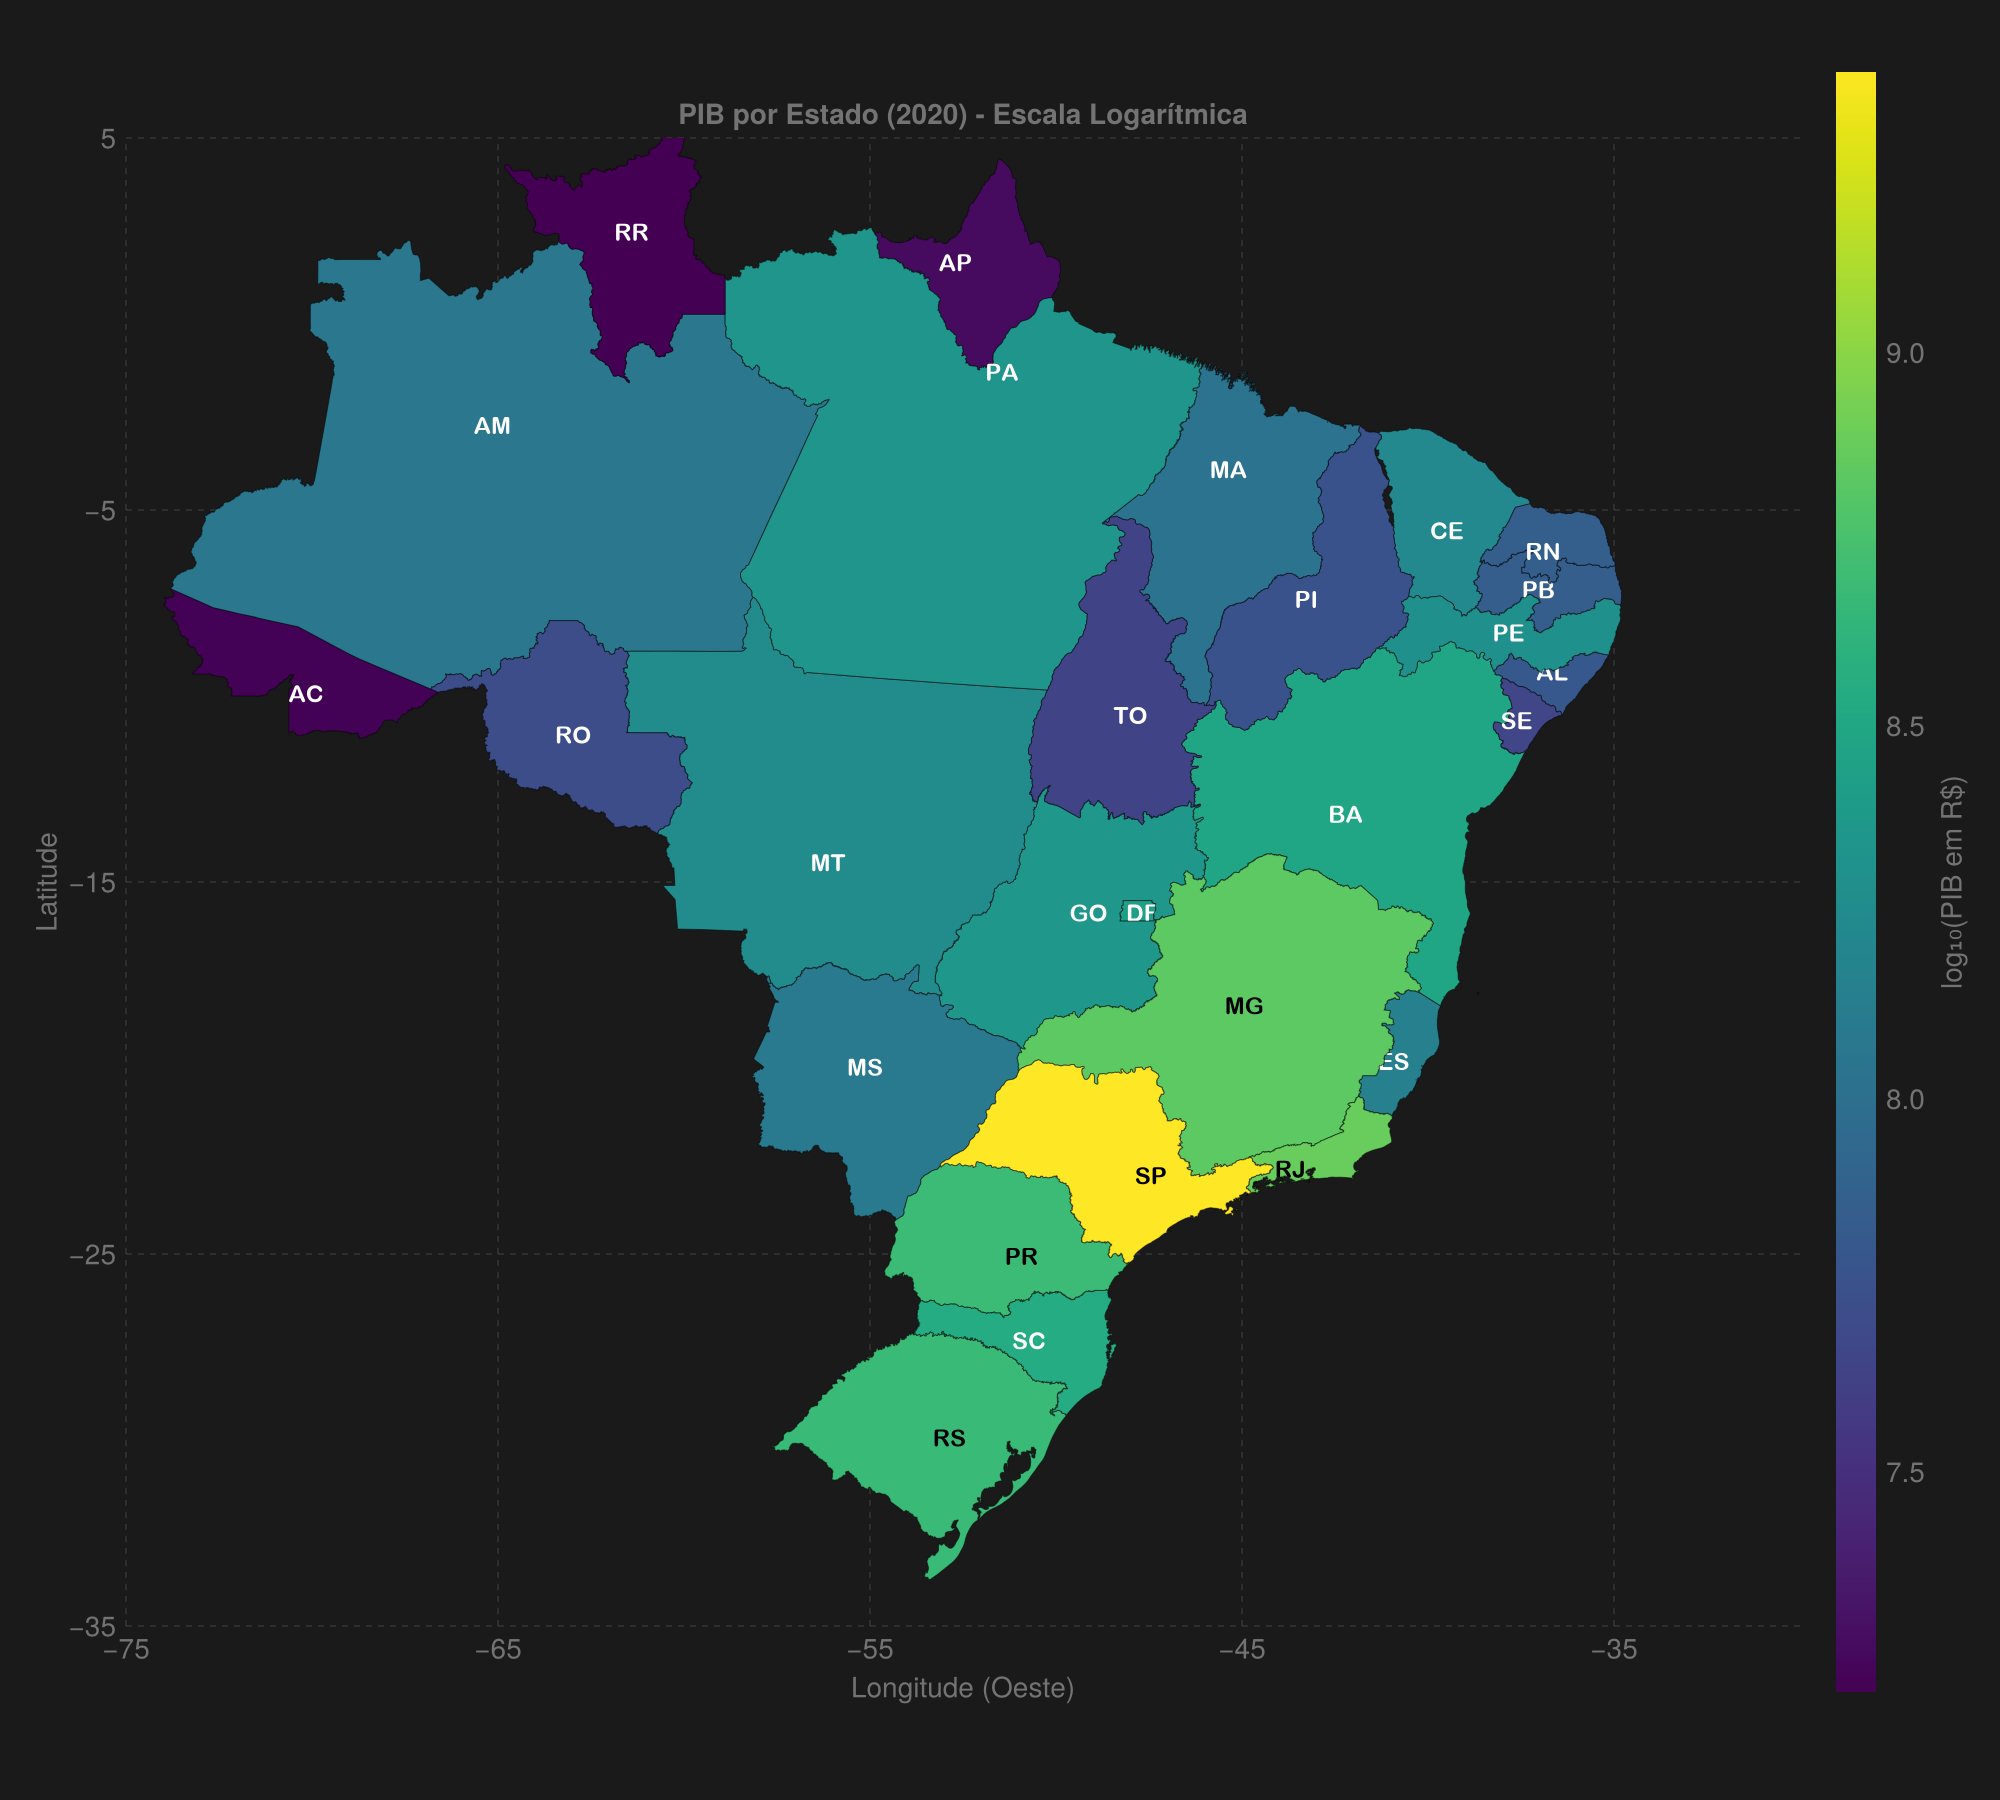 PIB por Estado (2020) - Escala Logarítmica
5
−5
−15
−25
−35
−75
−65
−55
−45
−35
Latitude
Longitude (Oeste)
RR
AP
PA
AM
MA
CE
RN
PB
PI
PE
AL
AC
SE
TO
RO
BA
MT
GO
DF
MG
ES
MS
RJ
SP
PR
SC
RS
9.0
8.5
8.0
7.5
log₁₀(PIB em R$)